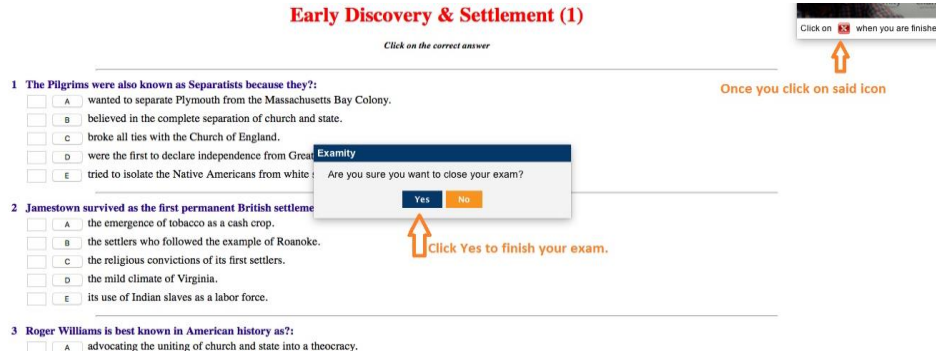 Early Discovery & Settlement (1)
Click on the correct answer
Click on X when you are finishe
Once you click on said icon
1 The Pilgrims were also known as Separatists because they?:
A wanted to separate Plymouth from the Massachusetts Bay Colony.
B believed in the complete separation of church and state.
C broke all ties with the Church of England.
D were the first to declare independence from Great
E tried to isolate the Native Americans from white
Examity
Are you sure you want to close your exam?
Yes No
Click Yes to finish your exam.
2 Jamestown survived as the first permanent British settleme
A the emergence of tobacco as a cash crop.
B the settlers who followed the example of Roanoke.
C the religious convictions of its first settlers.
D the mild climate of Virginia.
E its use of Indian slaves as a labor force.
3 Roger Williams is best known in American history as?:
A advocating the uniting of church and state into a theocracy.